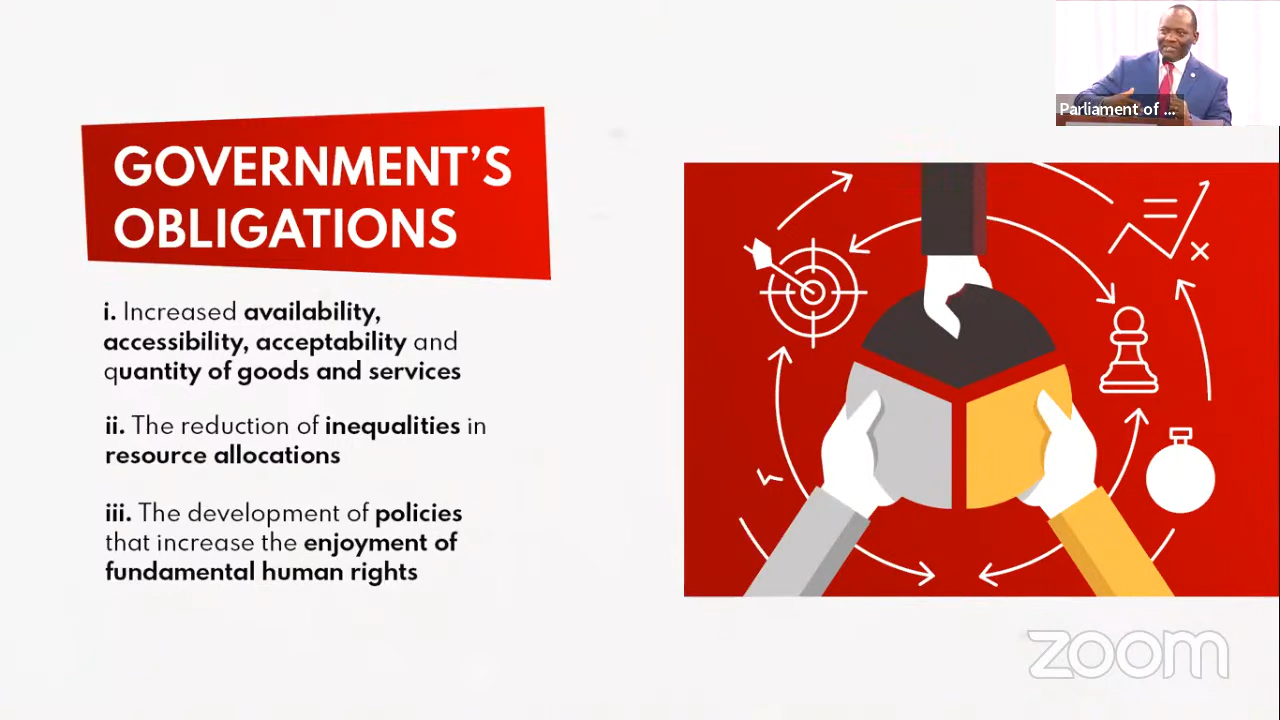 Parliament of ...
GOVERNMENT’S
OBLIGATIONS
i. Increased availability,
accessibility, acceptability and
quantity of goods and services
ii. The reduction of inequalities in
resource allocations
iii. The development of policies
that increase the enjoyment of
fundamental human rights
zoom